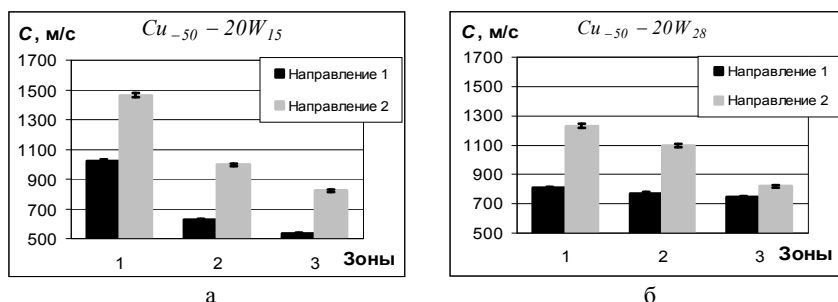 C, м/с
Cu₋₅₀ − 20W₁₅
1700
1500
1300
1100
900
700
500
Направление 1
Направление 2
1 2 3 Зоны
а
C, м/с
Cu₋₅₀ − 20W₂₈
1700
1500
1300
1100
900
700
500
Направление 1
Направление 2
1 2 3 Зоны
б